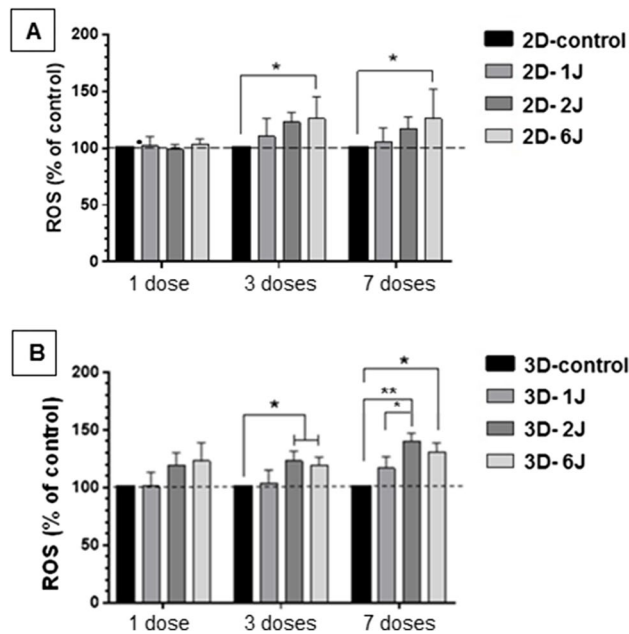 A
200
150
100
50
0
ROS (% of control)
*
*
1 dose
3 doses
7 doses
2D-control
2D- 1J
2D- 2J
2D- 6J
B
200
150
100
50
0
ROS (% of control)
*
*
**
*
1 dose
3 doses
7 doses
3D-control
3D- 1J
3D- 2J
3D- 6J